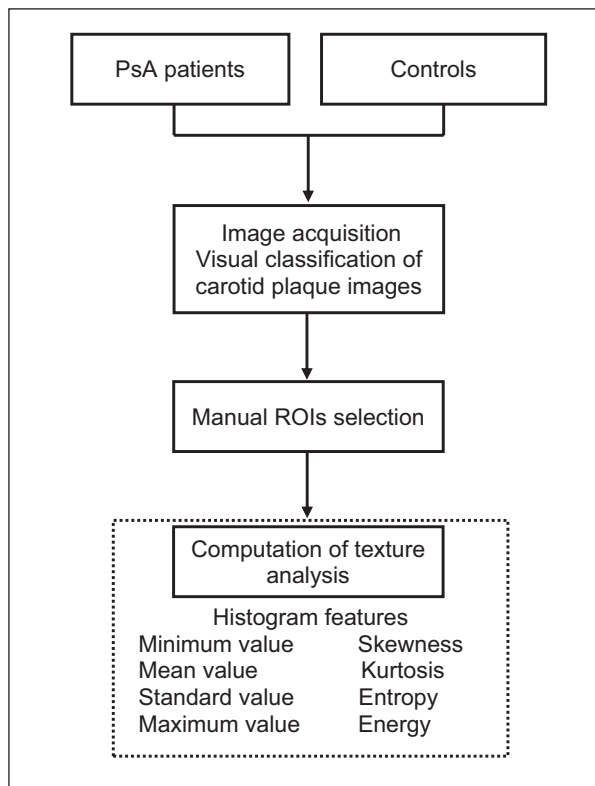 PsA patients
Controls
Image acquisition
Visual classification of
carotid plaque images
Manual ROIs selection
Computation of texture
analysis
Histogram features
Minimum value Skewness
Mean value Kurtosis
Standard value Entropy
Maximum value Energy